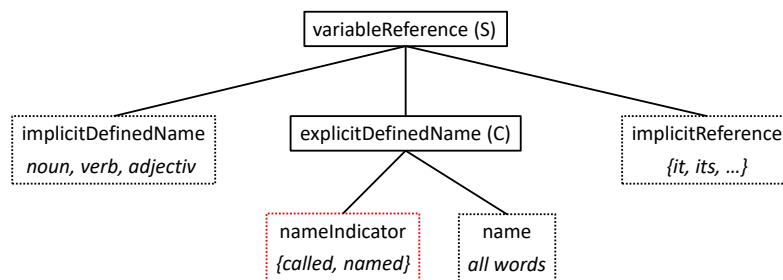 variableReference (S)
implicitDefinedName
noun, verb, adjectiv
explicitDefinedName (C)
implicitReference
{it, its, ...}
nameIndicator
{called, named}
name
all words